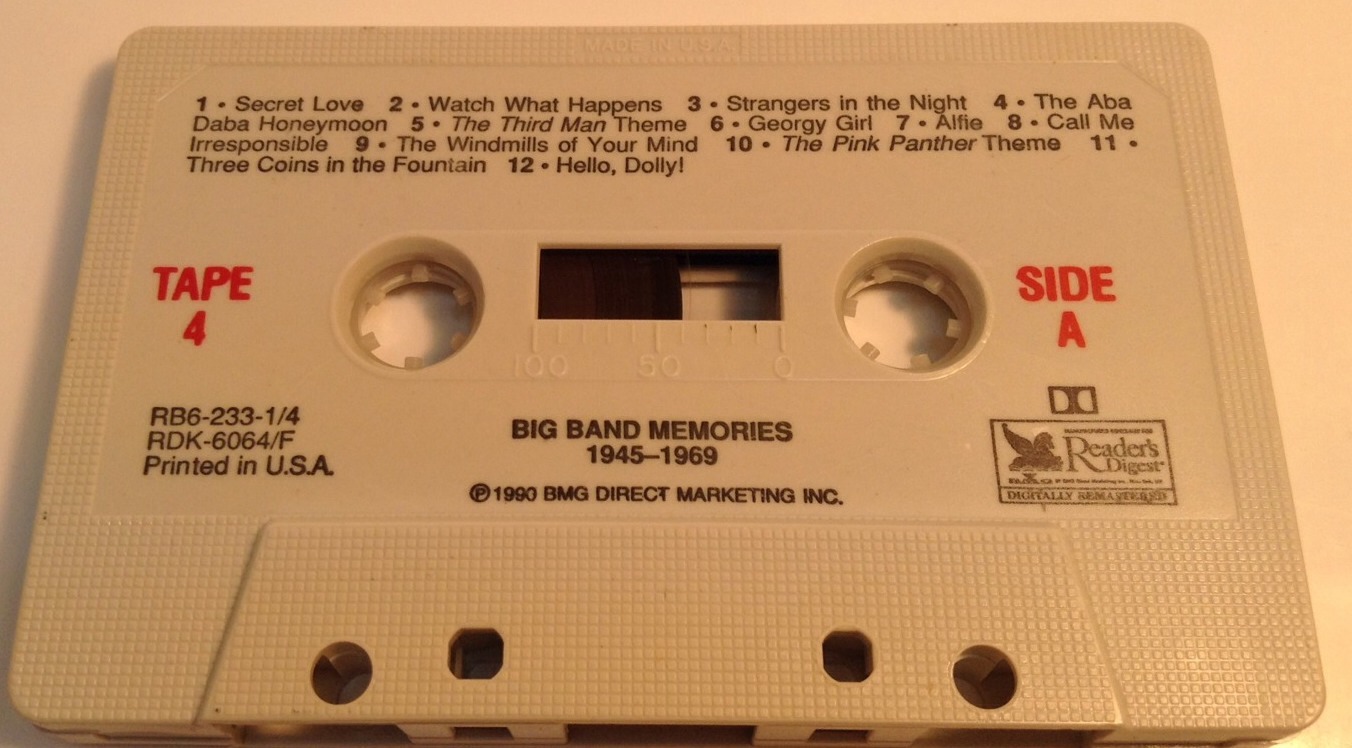 MADE IN U.S.A.
1 • Secret Love 2 • Watch What Happens 3 • Strangers in the Night 4 • The Aba
Daba Honeymoon 5 • The Third Man Theme 6 • Georgy Girl 7 • Alfie 8 • Call Me
Irresponsible 9 • The Windmills of Your Mind 10 • The Pink Panther Theme 11 •
Three Coins in the Fountain 12 • Hello, Dolly!
TAPE
4
SIDE
A
100 50 0
RB6-233-1/4
RDK-6064/F
Printed in U.S.A.
BIG BAND MEMORIES
1945–1969
℗1990 BMG DIRECT MARKETING INC.
Reader's
Digest
DIGITALLY REMASTERED